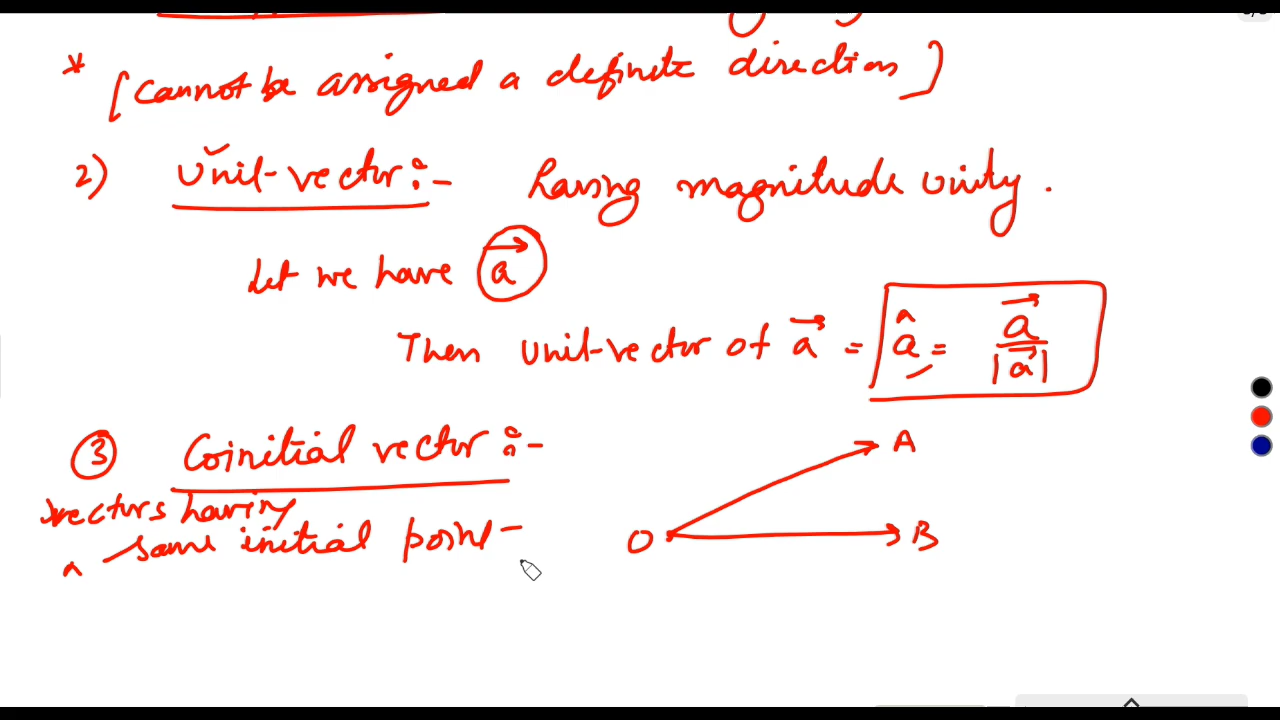 * [cannot be assigned a definite direction]
2) Unit-vector :- having magnitude unity.
Let we have a⃗
Then unit-vector of a⃗ = â = a⃗ / |a⃗|
③ Coinitial vector :-
vectors having
same initial point
O A B